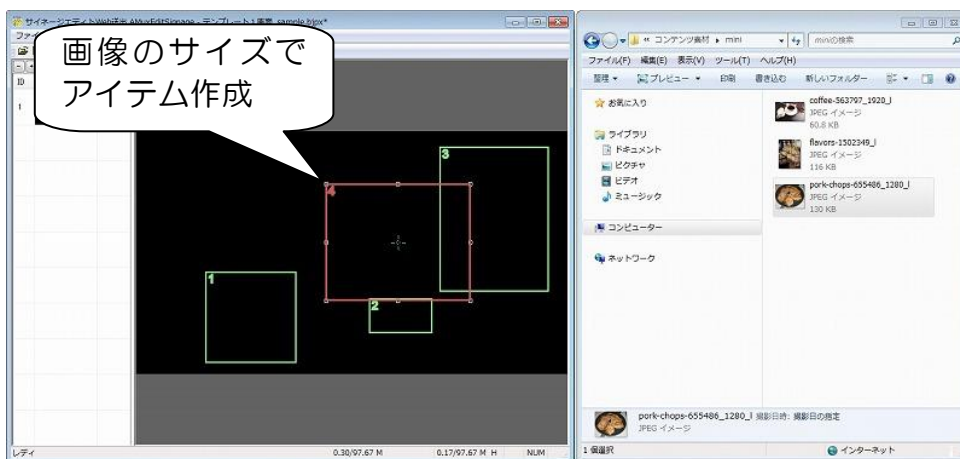 サイネージエディト Web送出 AMuxEditSignage - テンプレート1画素_sample.bjpx*
画像のサイズで
アイテム作成
ID
1
1
2
3
4
レディ
0.30/97.67 M
0.17/97.67 M H
NUM
コンテンツ素材 ▸ mini
miniの検索
ファイル(F) 編集(E) 表示(V) ツール(T) ヘルプ(H)
整理 プレビュー 印刷 書き込む 新しいフォルダー
お気に入り
ライブラリ
ドキュメント
ピクチャ
ビデオ
ミュージック
コンピューター
ネットワーク
coffee-563797_1920_l
JPEG イメージ
60.8 KB
flavors-1502349_l
JPEG イメージ
116 KB
pork-chops-655486_1280_l
JPEG イメージ
130 KB
pork-chops-655486_1280_l 撮影日時: 撮影日の指定
JPEG イメージ
1 個選択
インターネット